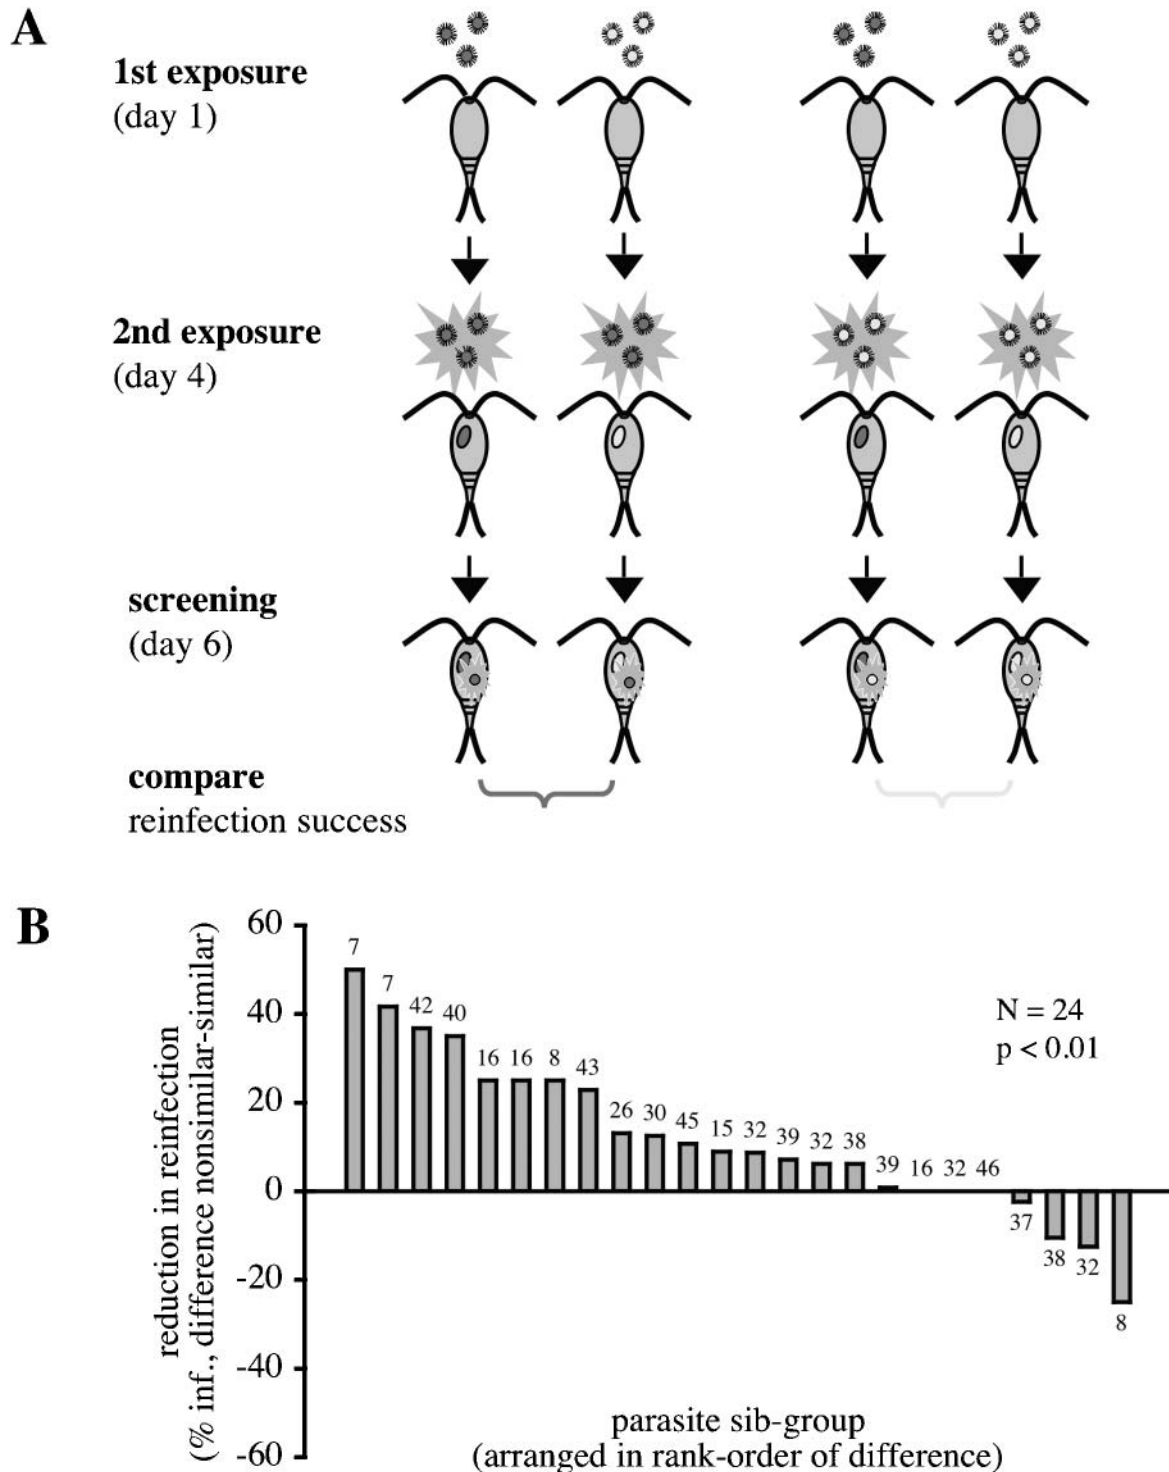 A
1st exposure
(day 1)
2nd exposure
(day 4)
screening
(day 6)
compare
reinfection success
B
reduction in reinfection
(% inf., difference nonsimilar-similar)
60
40
20
0
-20
-40
-60
7
7
42
40
16
16
8
43
26
30
45
15
32
39
32
38
39
16
32
46
37
38
32
8
N = 24
p < 0.01
parasite sib-group
(arranged in rank-order of difference)